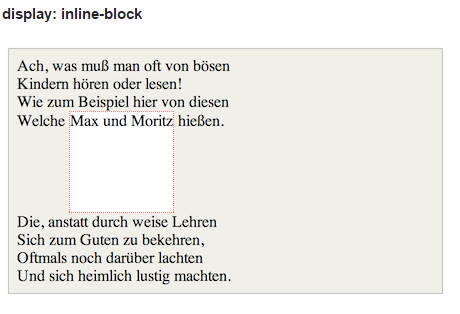 display: inline-block
Ach, was muß man oft von bösen
Kindern hören oder lesen!
Wie zum Beispiel hier von diesen
Welche Max und Moritz hießen.
Die, anstatt durch weise Lehren
Sich zum Guten zu bekehren,
Oftmals noch darüber lachten
Und sich heimlich lustig machten.